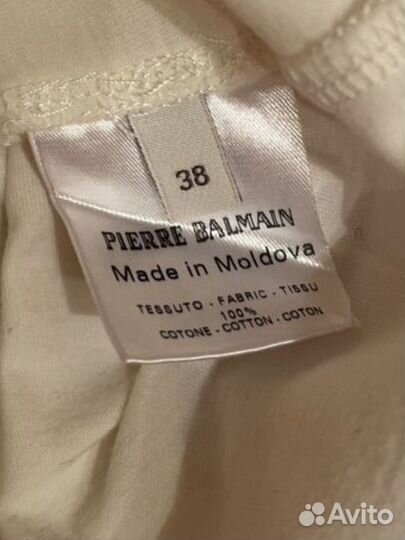 38
PIERRE BALMAIN
Made in Moldova
TESSUTO - FABRIC - TISSU
100%
COTONE - COTTON - COTON
Avito